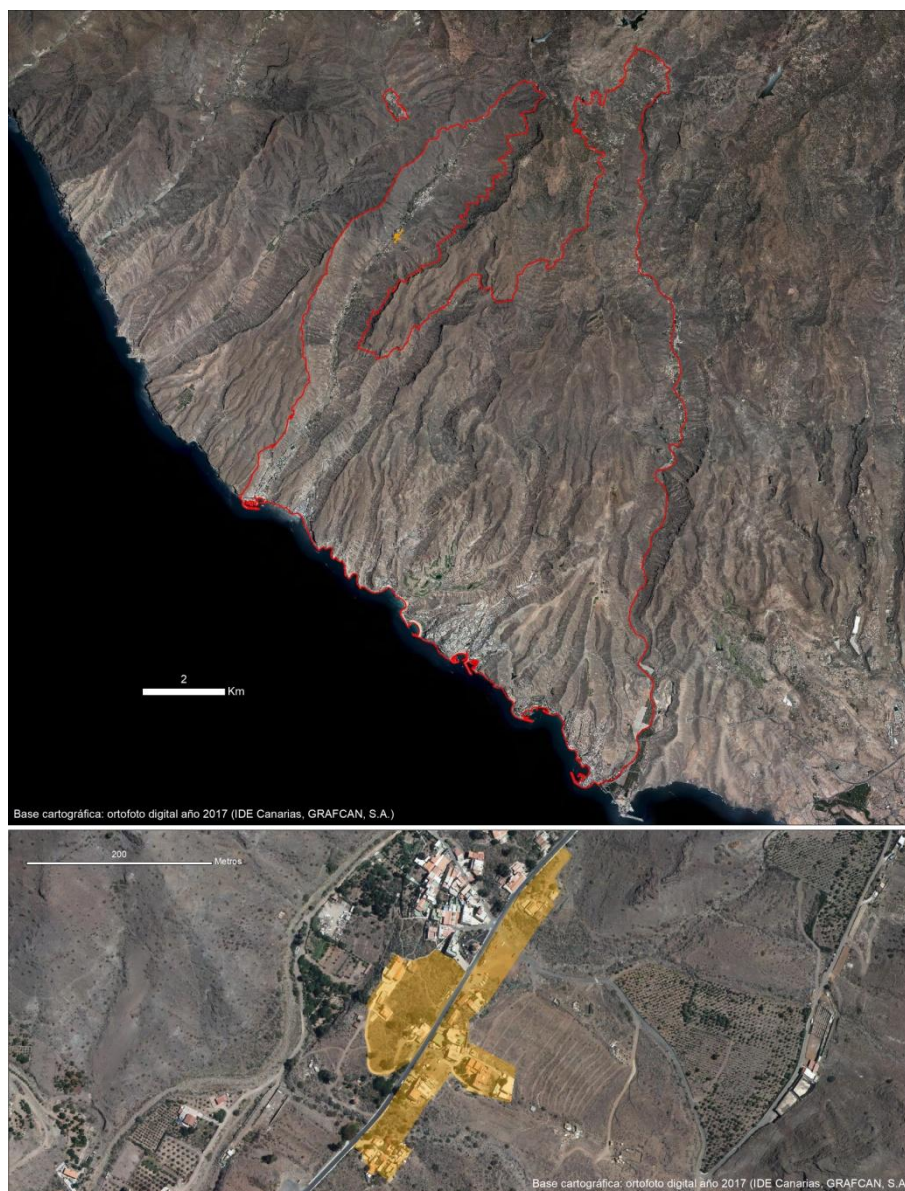 2
Km
Base cartográfica: ortofoto digital año 2017 (IDE Canarias, GRAFCAN, S.A.)
200
Metros
Base cartográfica: ortofoto digital año 2017 (IDE Canarias, GRAFCAN, S.A